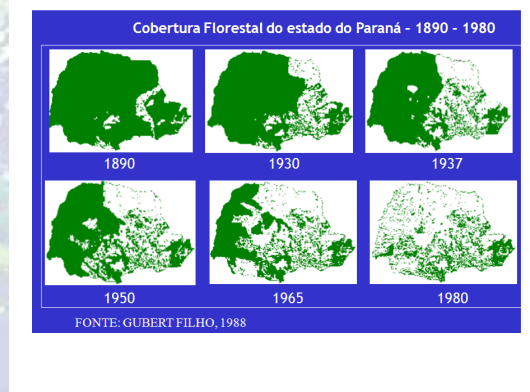 Cobertura Florestal do estado do Paraná - 1890 - 1980
1890 1930 1937
1950 1965 1980
FONTE: GUBERT FILHO, 1988